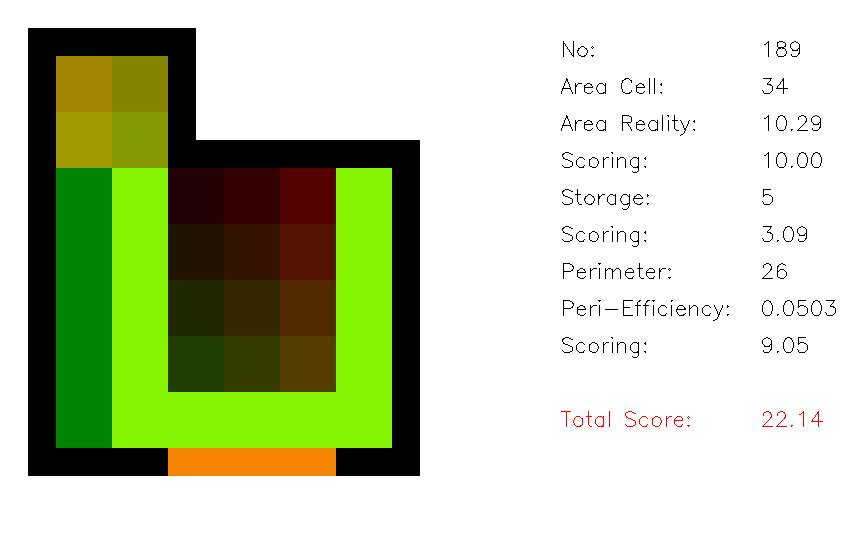 No: 189
Area Cell: 34
Area Reality: 10.29
Scoring: 10.00
Storage: 5
Scoring: 3.09
Perimeter: 26
Peri-Efficiency: 0.0503
Scoring: 9.05
Total Score: 22.14